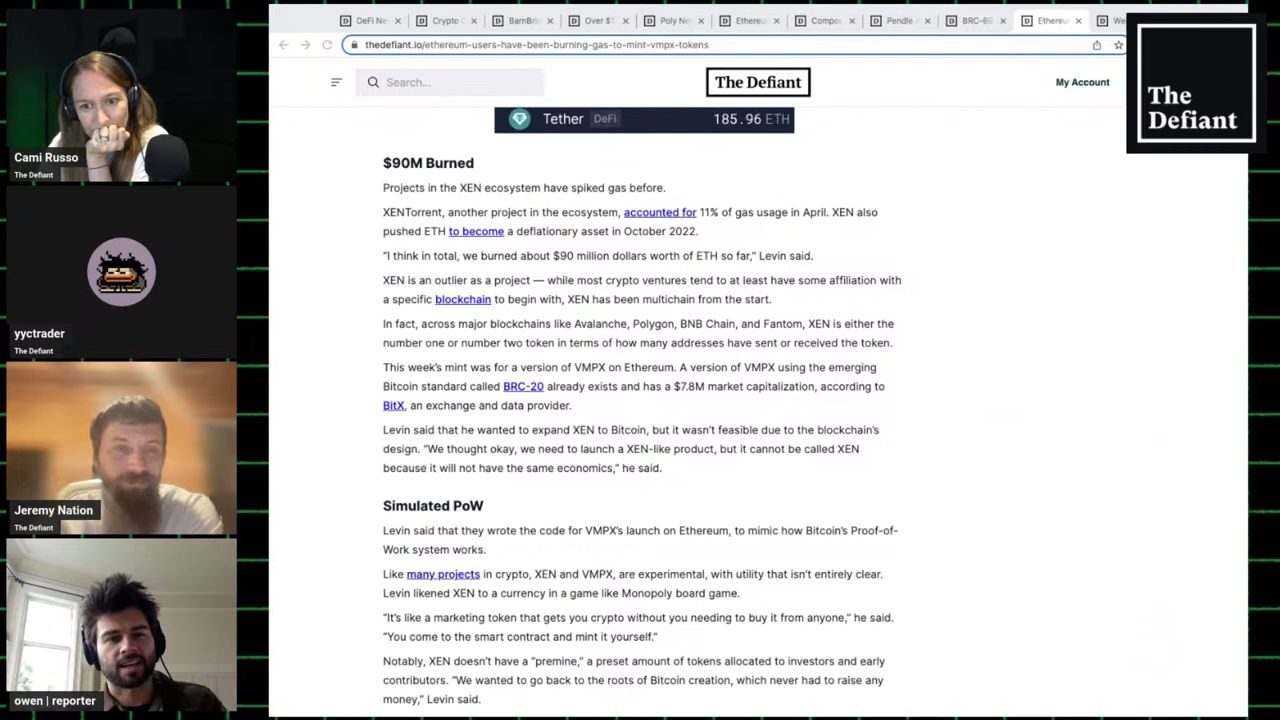 DeFi Ne
Crypto C
BarnBri
Over $1
Poly Ne
Ethereu
Compou
Pendle
BRC-69
Ethereu
We
thedefiant.io/ethereum-users-have-been-burning-gas-to-mint-vmpx-tokens
Search...
The Defiant
My Account
The
Defiant
Tether DeFi 185.96 ETH
$90M Burned
Projects in the XEN ecosystem have spiked gas before.
XENTorrent, another project in the ecosystem, accounted for 11% of gas usage in April. XEN also
pushed ETH to become a deflationary asset in October 2022.
“I think in total, we burned about $90 million dollars worth of ETH so far,” Levin said.
XEN is an outlier as a project — while most crypto ventures tend to at least have some affiliation with
a specific blockchain to begin with, XEN has been multichain from the start.
In fact, across major blockchains like Avalanche, Polygon, BNB Chain, and Fantom, XEN is either the
number one or number two token in terms of how many addresses have sent or received the token.
This week’s mint was for a version of VMPX on Ethereum. A version of VMPX using the emerging
Bitcoin standard called BRC-20 already exists and has a $7.8M market capitalization, according to
BitX, an exchange and data provider.
Levin said that he wanted to expand XEN to Bitcoin, but it wasn’t feasible due to the blockchain’s
design. “We thought okay, we need to launch a XEN-like product, but it cannot be called XEN
because it will not have the same economics,” he said.
Simulated PoW
Levin said that they wrote the code for VMPX’s launch on Ethereum, to mimic how Bitcoin’s Proof-of-
Work system works.
Like many projects in crypto, XEN and VMPX, are experimental, with utility that isn’t entirely clear.
Levin likened XEN to a currency in a game like Monopoly board game.
“It’s like a marketing token that gets you crypto without you needing to buy it from anyone,” he said.
“You come to the smart contract and mint it yourself.”
Notably, XEN doesn’t have a “premine,” a preset amount of tokens allocated to investors and early
contributors. “We wanted to go back to the roots of Bitcoin creation, which never had to raise any
money,” Levin said.
Cami Russo
The Defiant
yyctrader
The Defiant
Jeremy Nation
The Defiant
owen | reporter